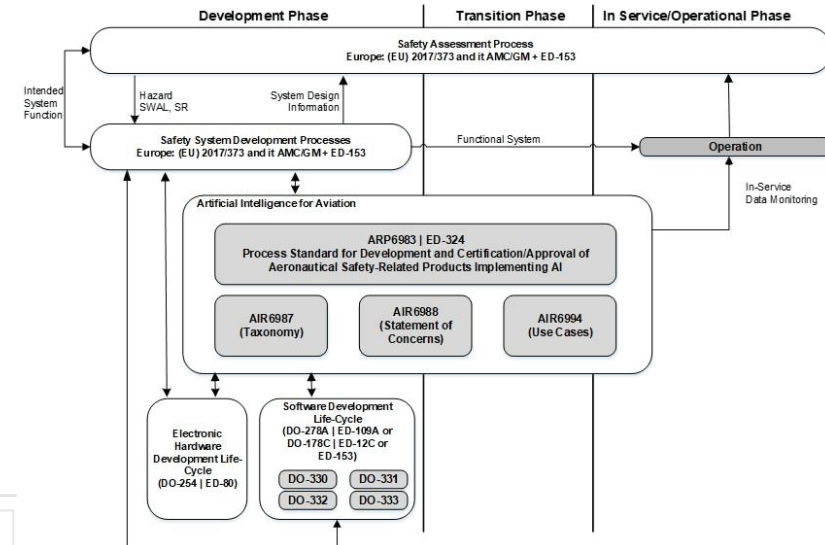 Development Phase
Transition Phase
In Service/Operational Phase
Safety Assessment Process
Europe: (EU) 2017/373 and it AMC/GM + ED-153
Intended
System
Function
Hazard
SWAL, SR
System Design
Information
Safety System Development Processes
Europe: (EU) 2017/373 and it AMC/GM + ED-153
Functional System
Operation
In-Service
Data Monitoring
Artificial Intelligence for Aviation
ARP6983 | ED-324
Process Standard for Development and Certification/Approval of
Aeronautical Safety-Related Products Implementing AI
AIR6987
(Taxonomy)
AIR6988
(Statement of
Concerns)
AIR6994
(Use Cases)
Electronic
Hardware
Development Life-
Cycle
(DO-254 | ED-80)
Software Development
Life-Cycle
(DO-278A | ED-109A or
DO-178C | ED-12C or
ED-153)
DO-330
DO-331
DO-332
DO-333